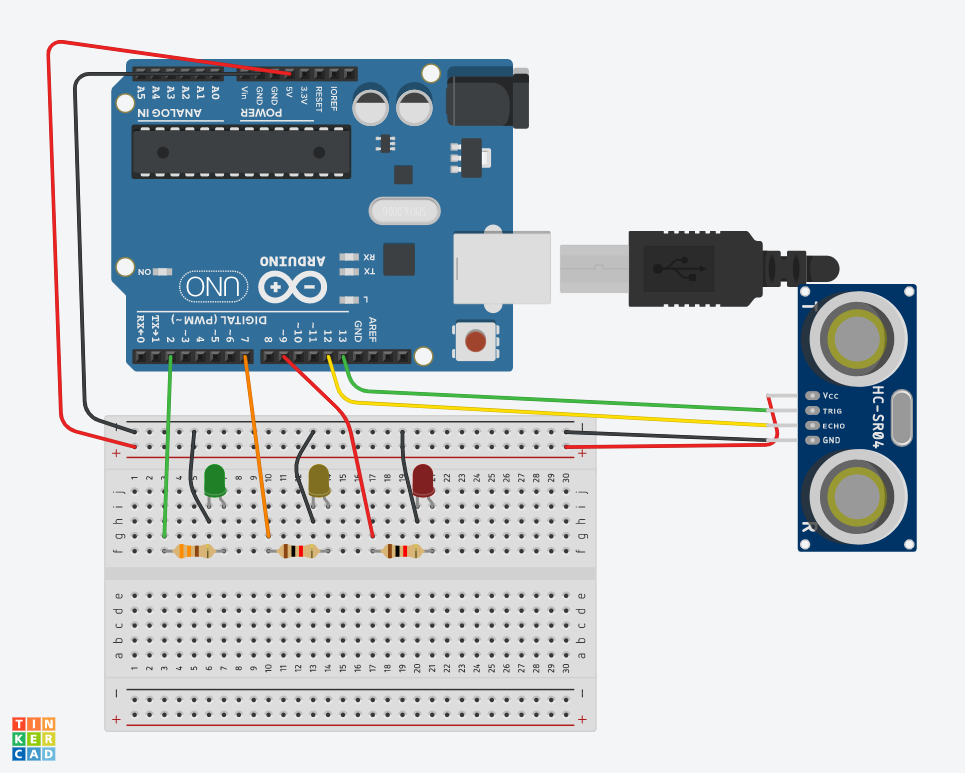 A5 A4 A3 A2 A1 A0 Vin GND GND 5V 3.3V RESET IOREF
ANALOG IN POWER
RX
TX
ARDUINO
ON
UNO
L
DIGITAL (PWM ~)
RX←0 TX→1 2 ~3 4 ~5 ~6 7 8 ~9 ~10 ~11 12 13 GND AREF
T
Vcc
TRIG
ECHO
GND
HC-SR04
R
− −
+ +
1 2 3 4 5 6 7 8 9 10 11 12 13 14 15 16 17 18 19 20 21 22 23 24 25 26 27 28 29 30
j j
i i
h h
g g
f f
e e
d d
c c
b b
a a
1 2 3 4 5 6 7 8 9 10 11 12 13 14 15 16 17 18 19 20 21 22 23 24 25 26 27 28 29 30
− −
+ +
TIN
KER
CAD